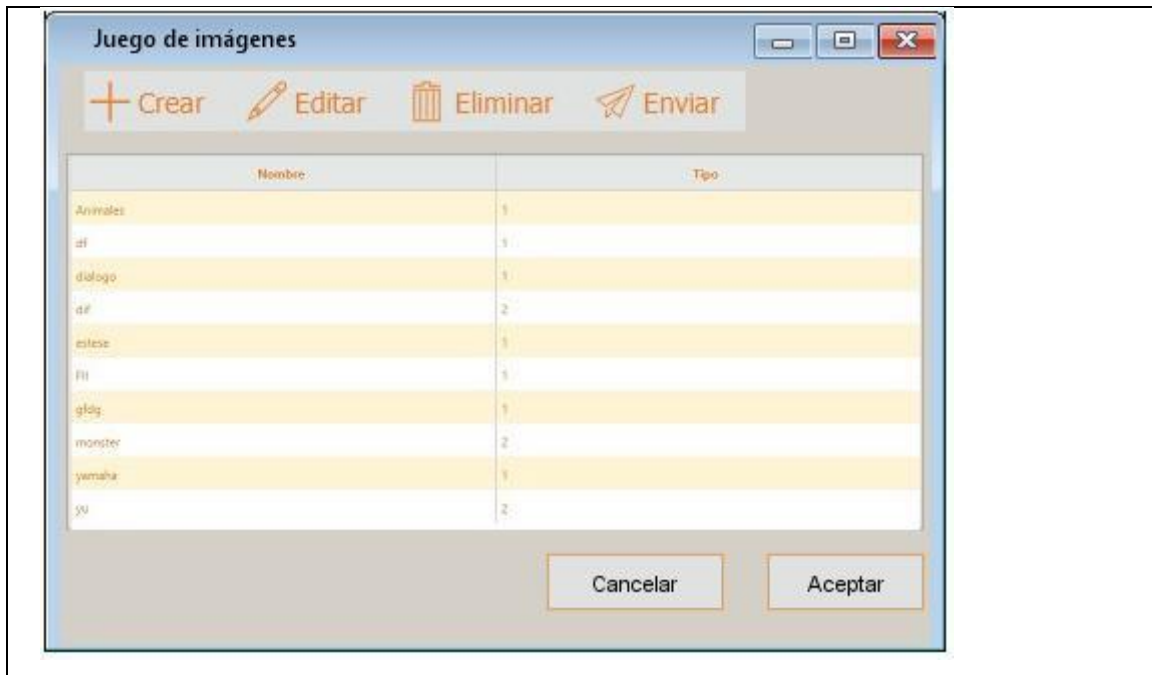 Juego de imágenes
Crear Editar Eliminar Enviar
Nombre Tipo
Animales 1
df 1
dialogo 1
dif 2
estese 1
1
gfdg 1
monster 2
yamaha 1
yu 2
Cancelar Aceptar